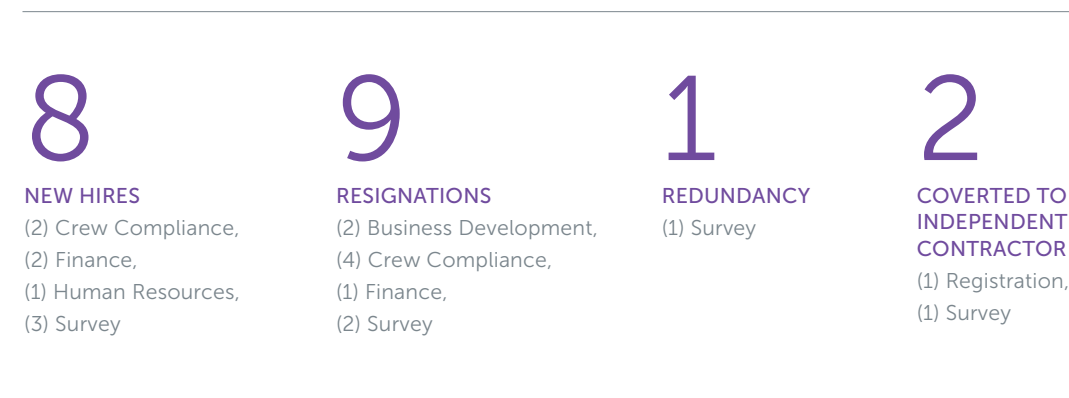 8
NEW HIRES
(2) Crew Compliance,
(2) Finance,
(1) Human Resources,
(3) Survey
9
RESIGNATIONS
(2) Business Development,
(4) Crew Compliance,
(1) Finance,
(2) Survey
1
REDUNDANCY
(1) Survey
2
COVERTED TO
INDEPENDENT
CONTRACTOR
(1) Registration,
(1) Survey